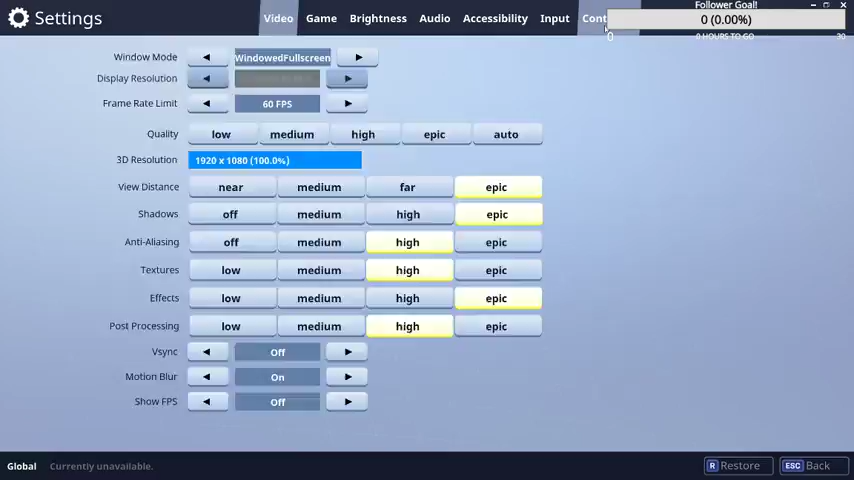 Settings
Video Game Brightness Audio Accessibility Input Cont
Follower Goal!
0 (0.00%)
0 0 HOURS TO GO 30
Window Mode ◀ WindowedFullscreen ▶
Display Resolution ◀ ▶
Frame Rate Limit ◀ 60 FPS ▶
Quality low medium high epic auto
3D Resolution 1920 x 1080 (100.0%)
View Distance near medium far epic
Shadows off medium high epic
Anti-Aliasing off medium high epic
Textures low medium high epic
Effects low medium high epic
Post Processing low medium high epic
Vsync ◀ Off ▶
Motion Blur ◀ On ▶
Show FPS ◀ Off ▶
Global Currently unavailable. R Restore ESC Back